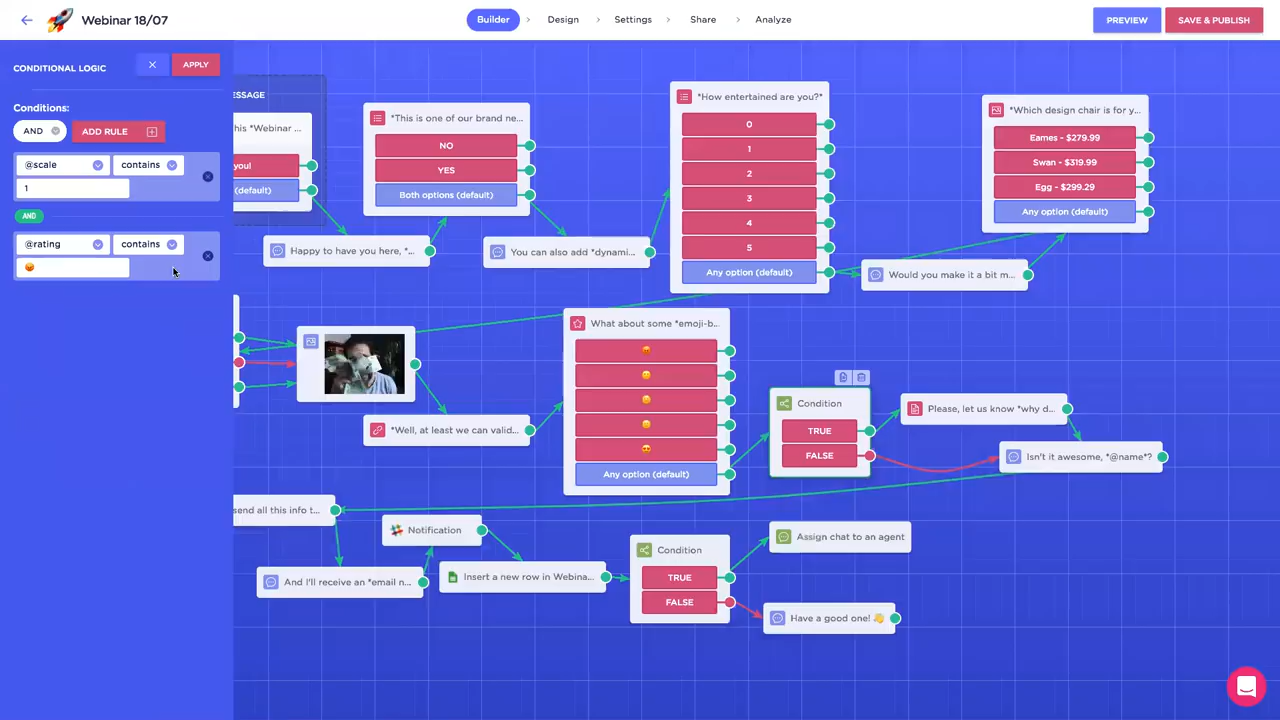 Webinar 18/07
Builder
Design
Settings
Share
Analyze
PREVIEW
SAVE & PUBLISH
CONDITIONAL LOGIC
APPLY
Conditions:
AND
ADD RULE
@scale
contains
1
AND
@rating
contains
ESSAGE
his *Webinar ...
you!
(default)
*This is one of our brand ne...
NO
YES
Both options (default)
Happy to have you here, *...
You can also add *dynami...
*How entertained are you?*
0
1
2
3
4
5
Any option (default)
*Which design chair is for y...
Eames - $279.99
Swan - $319.99
Egg - $299.29
Any option (default)
Would you make it a bit m...
*Well, at least we can valid...
What about some *emoji-b...
Any option (default)
Condition
TRUE
FALSE
Please, let us know *why d...
Isn't it awesome, *@name*?
send all this info t...
And I'll receive an *email n...
Notification
Insert a new row in Webina...
Condition
TRUE
FALSE
Assign chat to an agent
Have a good one! 👋